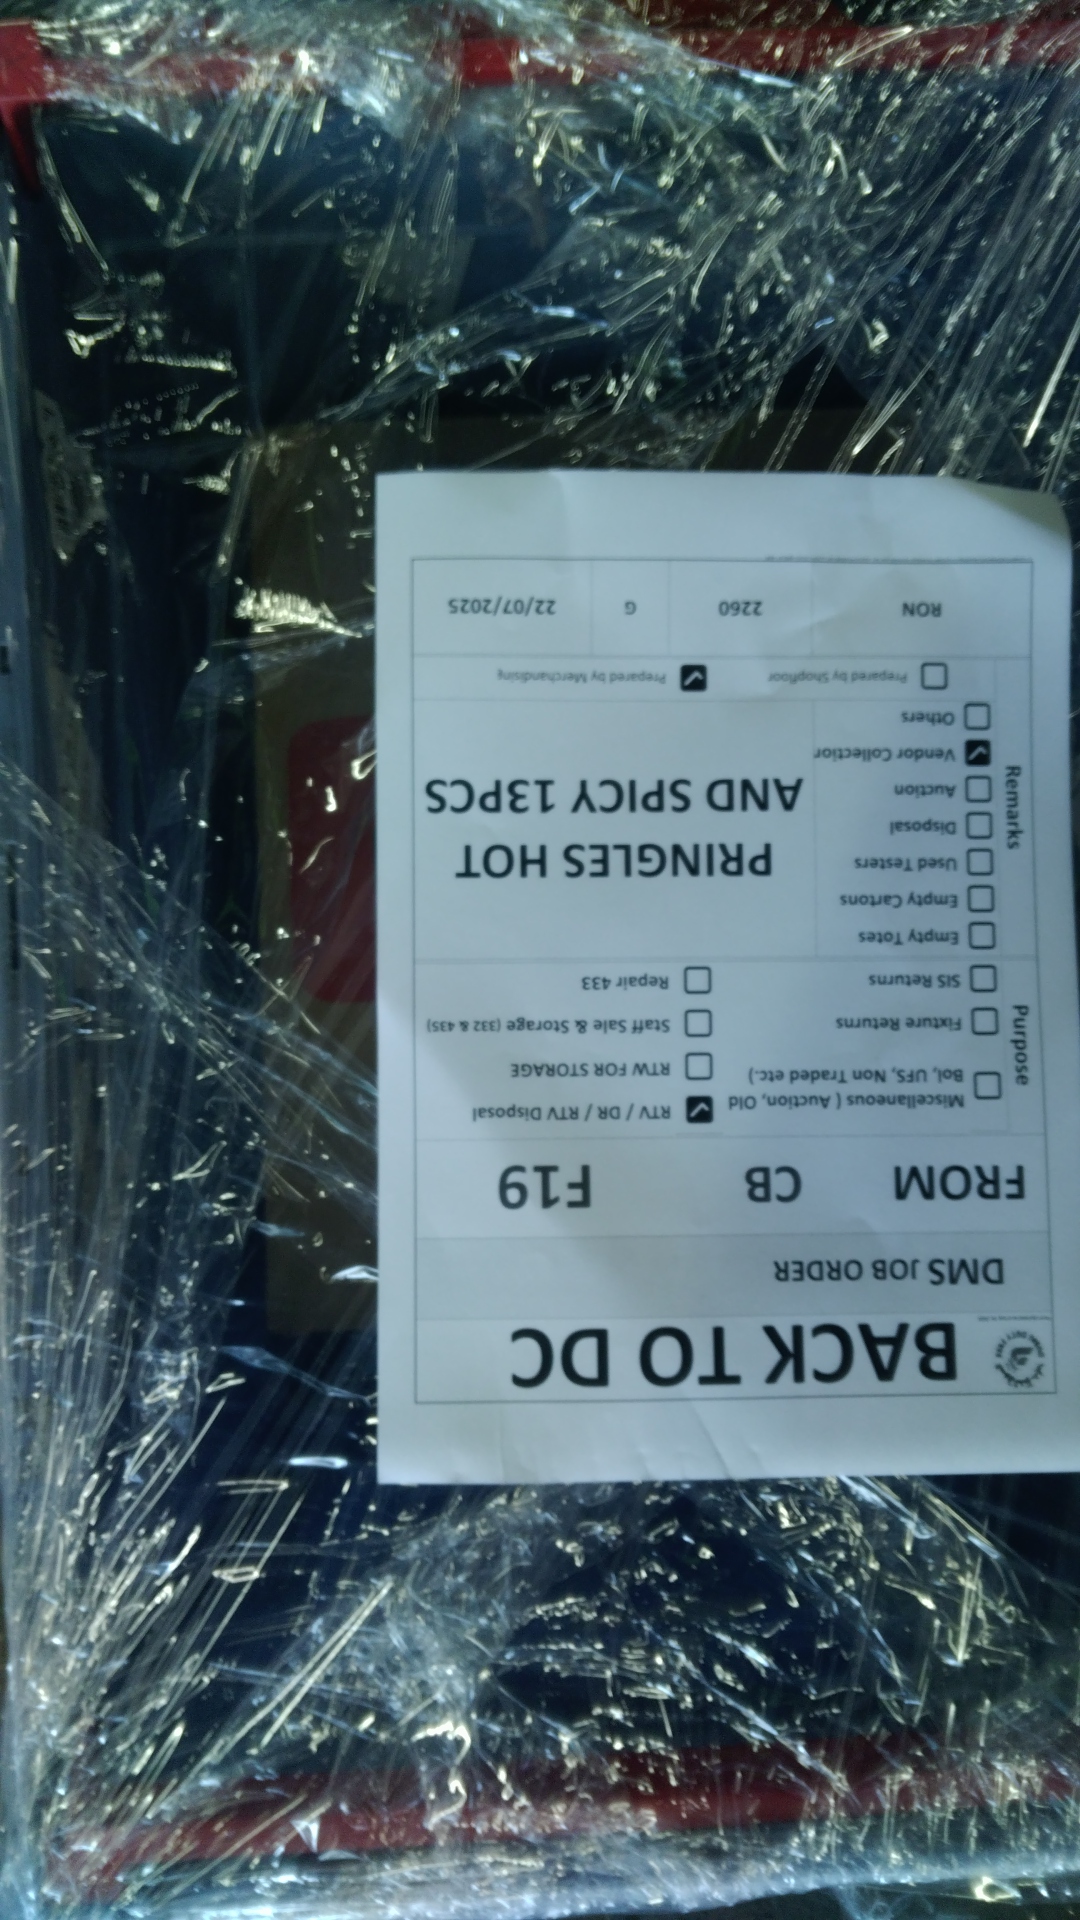 BACK TO DC
DMS JOB ORDER
FROM CB F19
Purpose
Miscellaneous ( Auction, Old
Bol, UFS, Non Traded etc.)
Fixture Returns
SIS Returns
RTV / DR / RTV Disposal
RTW FOR STORAGE
Staff Sale & Storage (332 & 435)
Repair 433
Remarks
Empty Totes
Empty Cartons
Used Testers
Disposal
Auction
Vendor Collection
Others
PRINGLES HOT
AND SPICY 13PCS
Prepared by Shopfloor
Prepared by Merchandising
RON 2260 G 22/07/2025